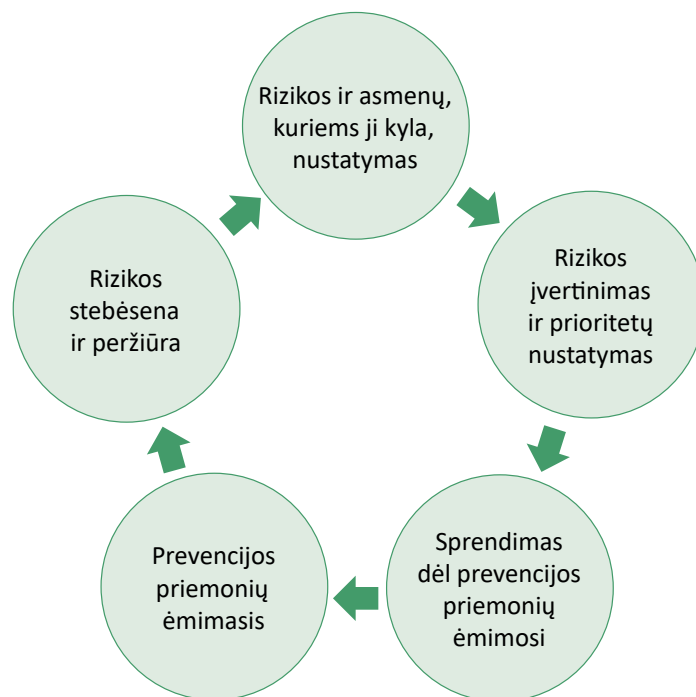 Rizikos ir asmenų,
kuriems ji kyla,
nustatymas
Rizikos
įvertinimas
ir prioritetų
nustatymas
Sprendimas
dėl prevencijos
priemonių
ėmimosi
Prevencijos
priemonių
ėmimasis
Rizikos
stebėsena
ir peržiūra